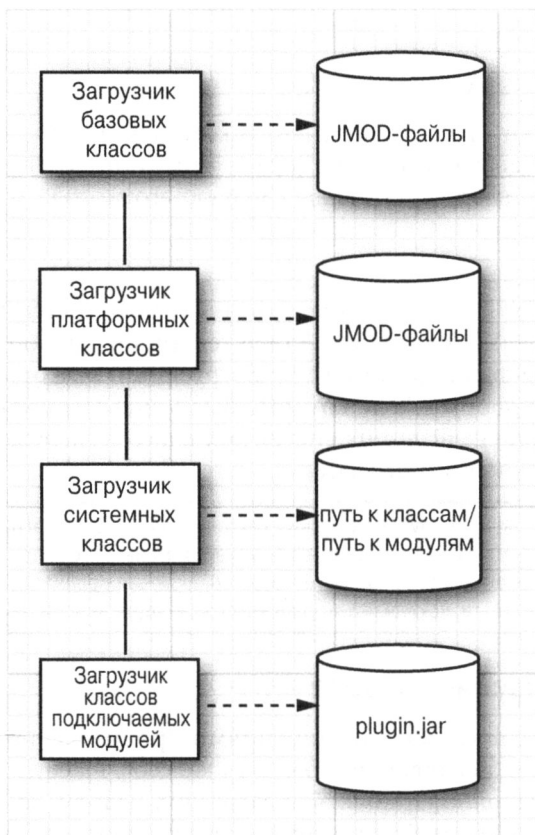 Загрузчик
базовых
классов
JMOD-файлы
Загрузчик
платформных
классов
JMOD-файлы
Загрузчик
системных
классов
путь к классам/
путь к модулям
Загрузчик
классов
подключаемых
модулей
plugin.jar